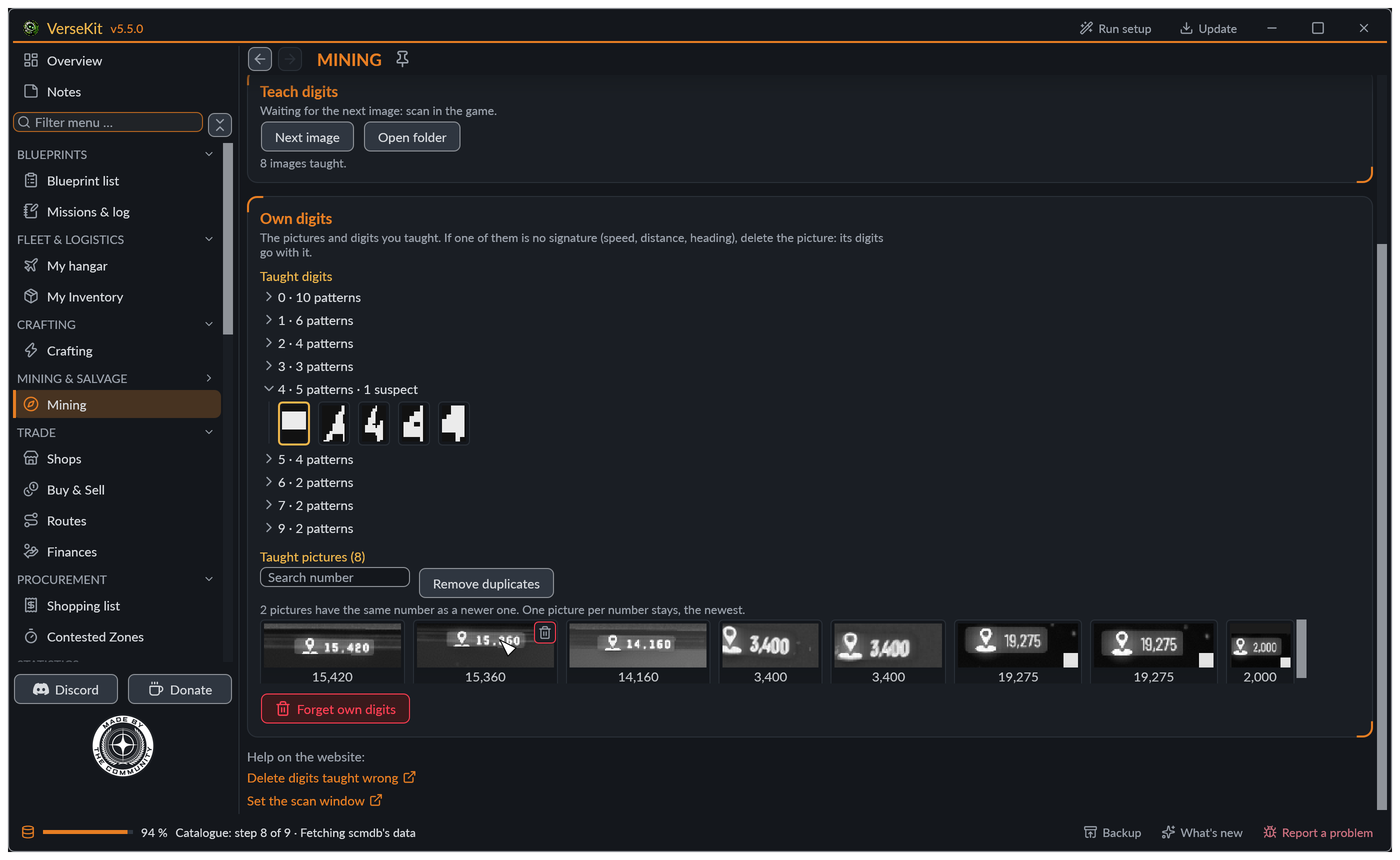 VerseKit v5.5.0
Run setup
Update
Overview
Notes
Filter menu ...
BLUEPRINTS
Blueprint list
Missions & log
FLEET & LOGISTICS
My hangar
My Inventory
CRAFTING
Crafting
MINING & SALVAGE
Mining
TRADE
Shops
Buy & Sell
Routes
Finances
PROCUREMENT
Shopping list
Contested Zones
Discord
Donate
MADE BY
THE COMMUNITY
MINING
Teach digits
Waiting for the next image: scan in the game.
Next image
Open folder
8 images taught.
Own digits
The pictures and digits you taught. If one of them is no signature (speed, distance, heading), delete the picture: its digits
go with it.
Taught digits
0 · 10 patterns
1 · 6 patterns
2 · 4 patterns
3 · 3 patterns
4 · 5 patterns · 1 suspect
5 · 4 patterns
6 · 2 patterns
7 · 2 patterns
9 · 2 patterns
Taught pictures (8)
Search number
Remove duplicates
2 pictures have the same number as a newer one. One picture per number stays, the newest.
15,420
15,360
14,160
3,400
3,400
19,275
19,275
2,000
15,420
15,360
14,160
3,400
3,400
19,275
19,275
2,000
Forget own digits
Help on the website:
Delete digits taught wrong
Set the scan window
94 % Catalogue: step 8 of 9 · Fetching scmdb's data
Backup
What's new
Report a problem